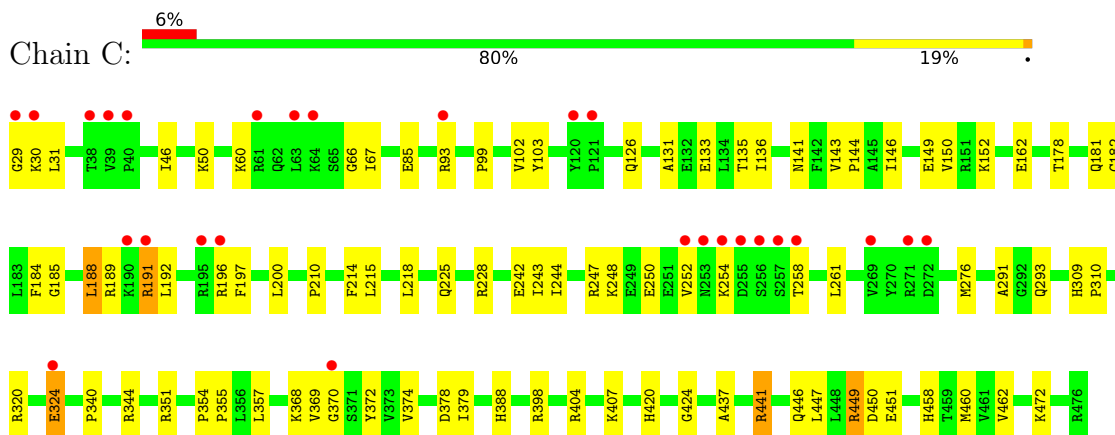 6%
Chain C:
80% 19% •
G29 K30 L31 T38 V39 P40 I46 K50 K60 R61 Q62 L63 K64 S65 G66 I67 E85 R93 P99 V102 Y103 Y120 P121 Q126 A131 E132 E133 L134 T135 I136 N141 F142 V143 P144 A145 I146 E149 V150 R151 K152 E162 T178 Q181 G182
L183 F184 G185 L188 R189 K190 R191 L192 R195 R196 F197 L200 P210 F214 L215 L218 Q225 R228 E242 I243 I244 R247 K248 E249 E250 E251 V252 N253 K254 D255 S256 S257 T258 L261 V269 Y270 R271 D272 M276 A291 G292 Q293 H309 P310
R320 E324 P340 R344 R351 P354 P355 L356 L357 K368 V369 G370 S371 Y372 V373 V374 D378 I379 H388 R398 R404 K407 H420 G424 A437 R441 Q446 L447 L448 R449 D450 E451 H458 T459 M460 V461 V462 K472 R476